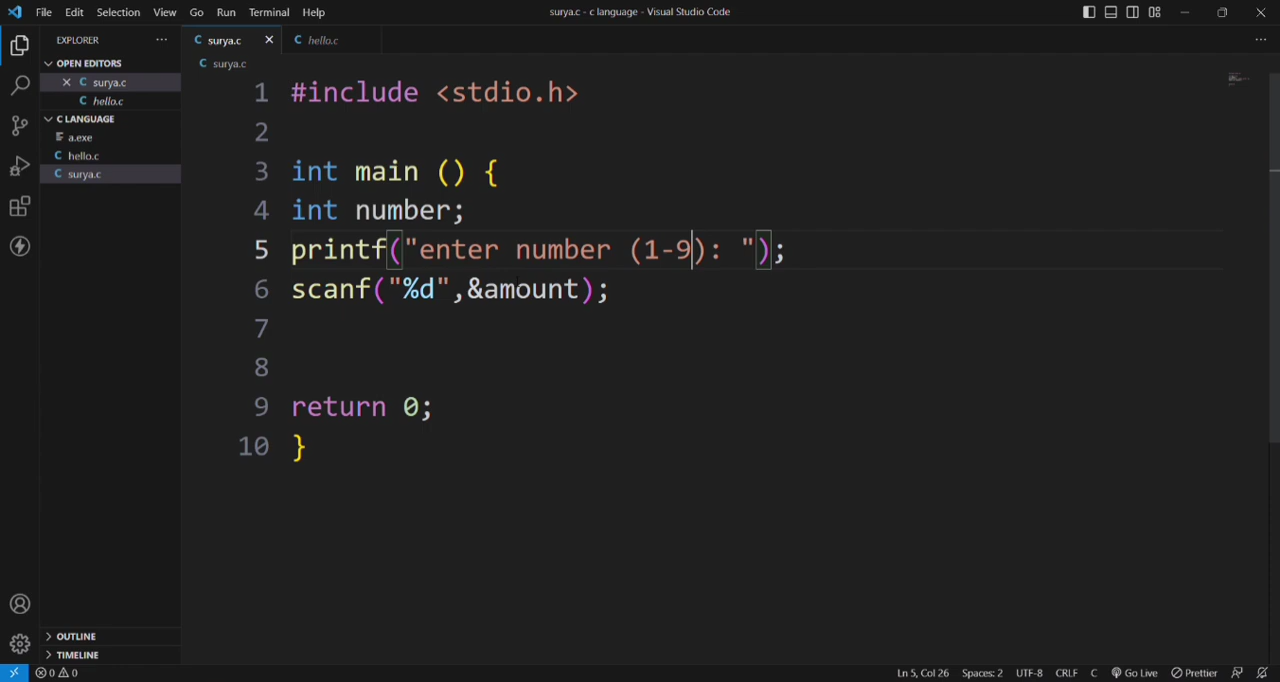 File Edit Selection View Go Run Terminal Help
surya.c - c language - Visual Studio Code
EXPLORER
OPEN EDITORS
surya.c
hello.c
C LANGUAGE
a.exe
hello.c
surya.c
OUTLINE
TIMELINE
surya.c
hello.c
surya.c
1 #include <stdio.h>
2
3 int main () {
4 int number;
5 printf("enter number (1-9): ");
6 scanf("%d",&amount);
7
8
9 return 0;
10 }
0 0
Ln 5, Col 26 Spaces: 2 UTF-8 CRLF C Go Live Prettier